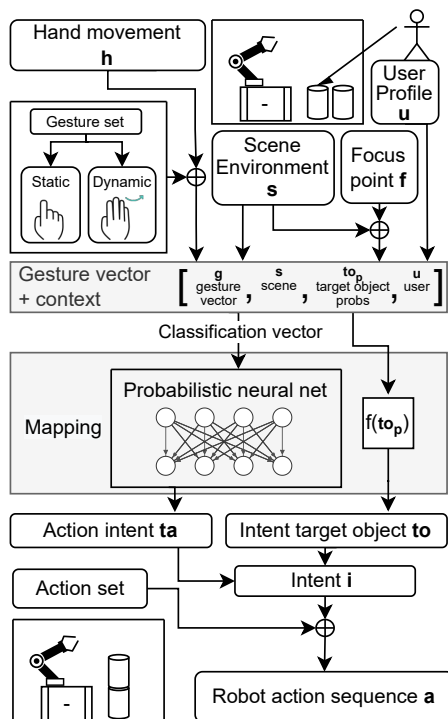 Hand movement
h
User
Profile
u
Gesture set
Static
Dynamic
Scene
Environment
s
Focus
point f
Gesture vector
+ context
[ g gesture vector , s scene , to_p target object probs , u user ]
Classification vector
Mapping
Probabilistic neural net
f(to_p)
Action intent ta
Intent target object to
Action set
Intent i
Robot action sequence a